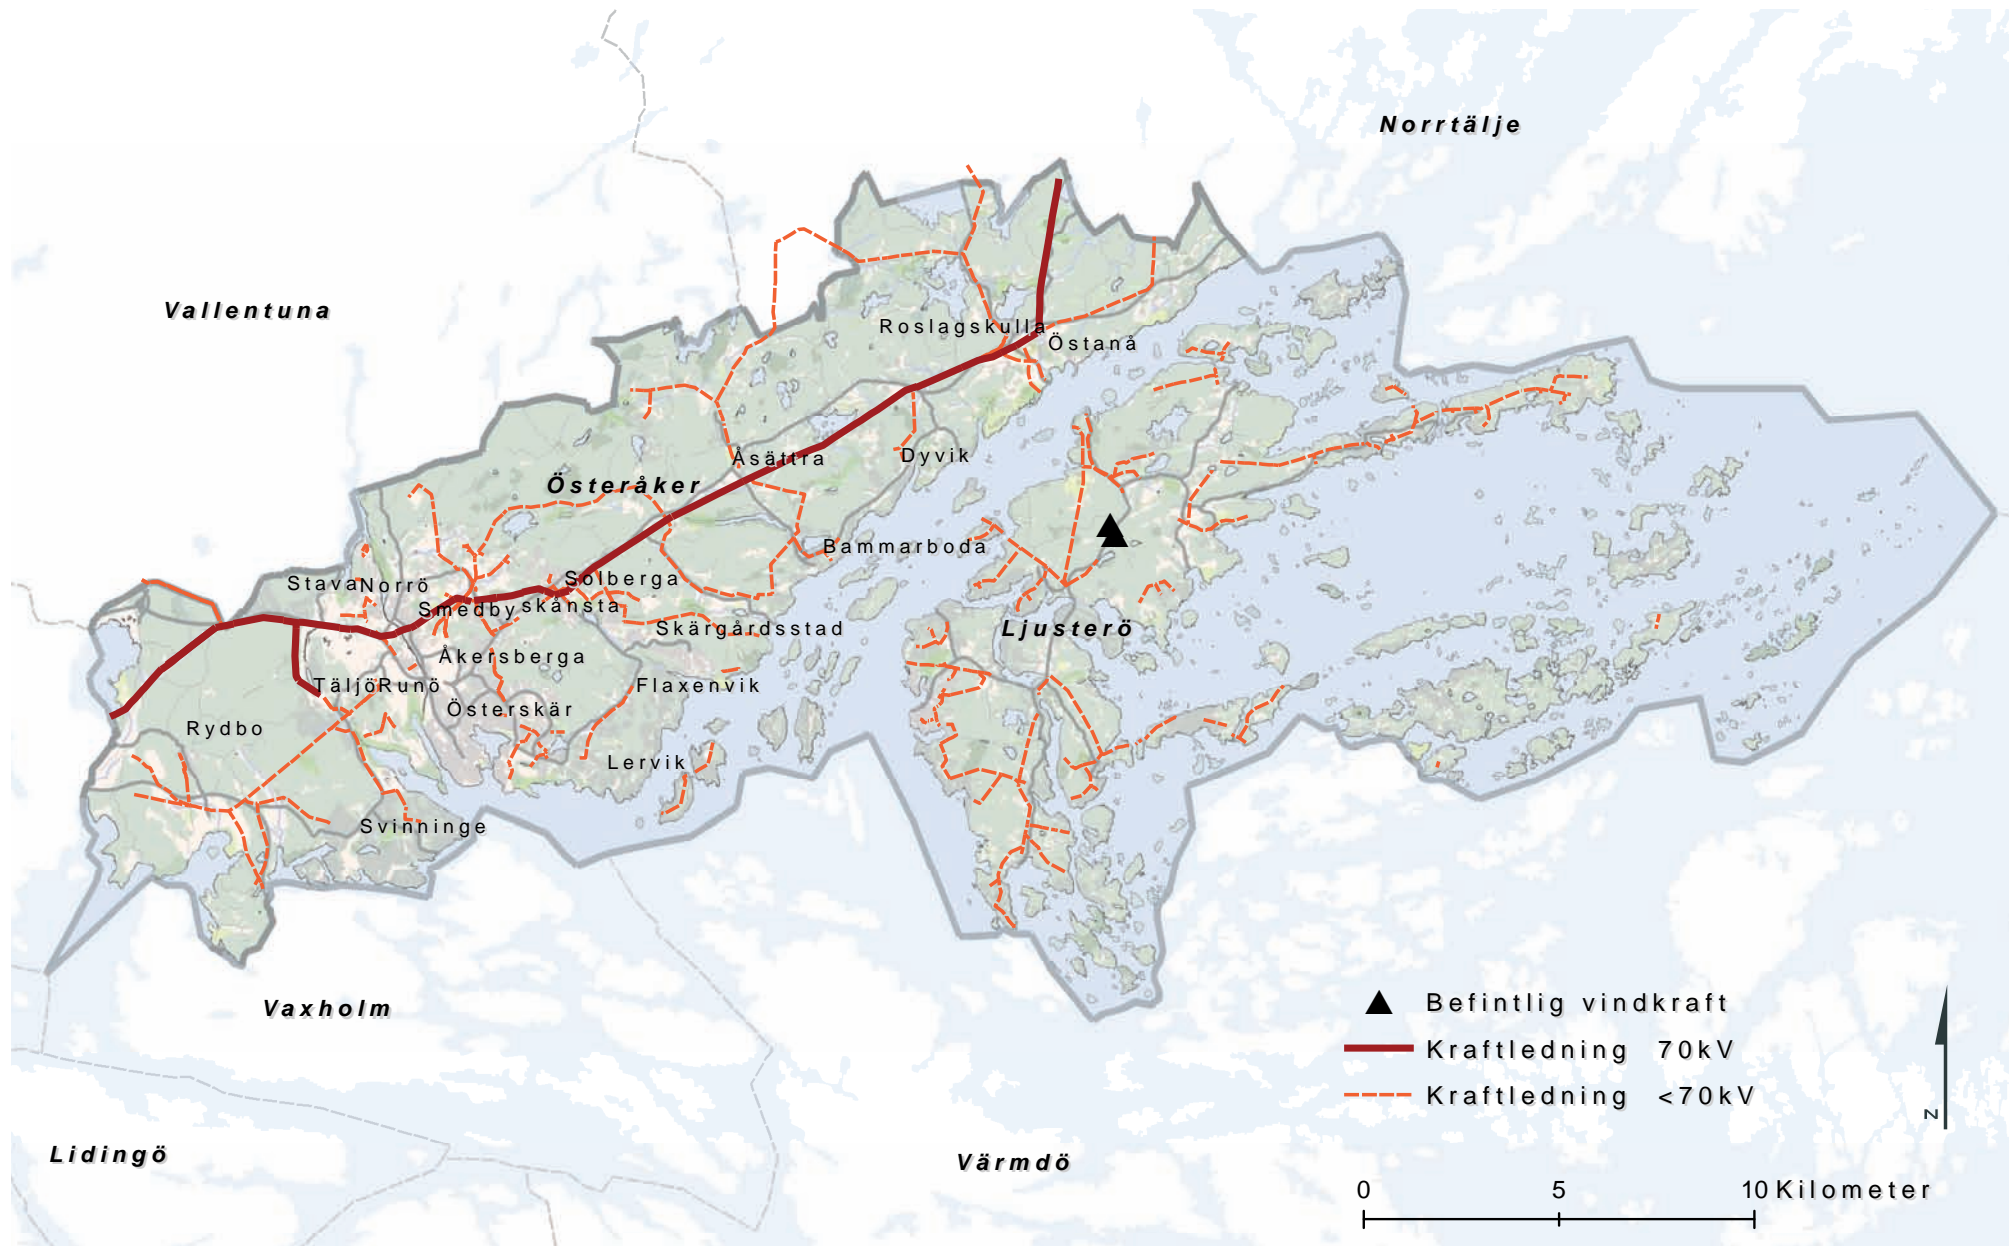 Norrtälje
Vallentuna
Roslagskulla
Östanå
Åsättra
Dyvik
Österåker
Bammarboda
Stava
Norrö
Solberga
Smedby
skånsta
Skärgårdsstad
Ljusterö
Åkersberga
Täljö
Runö
Flaxenvik
Österskär
Rydbo
Lervik
Svinninge
Vaxholm
Befintlig vindkraft
Kraftledning 70kV
Kraftledning <70kV
Z
Lidingö
Värmdö
0 5 10 Kilometer